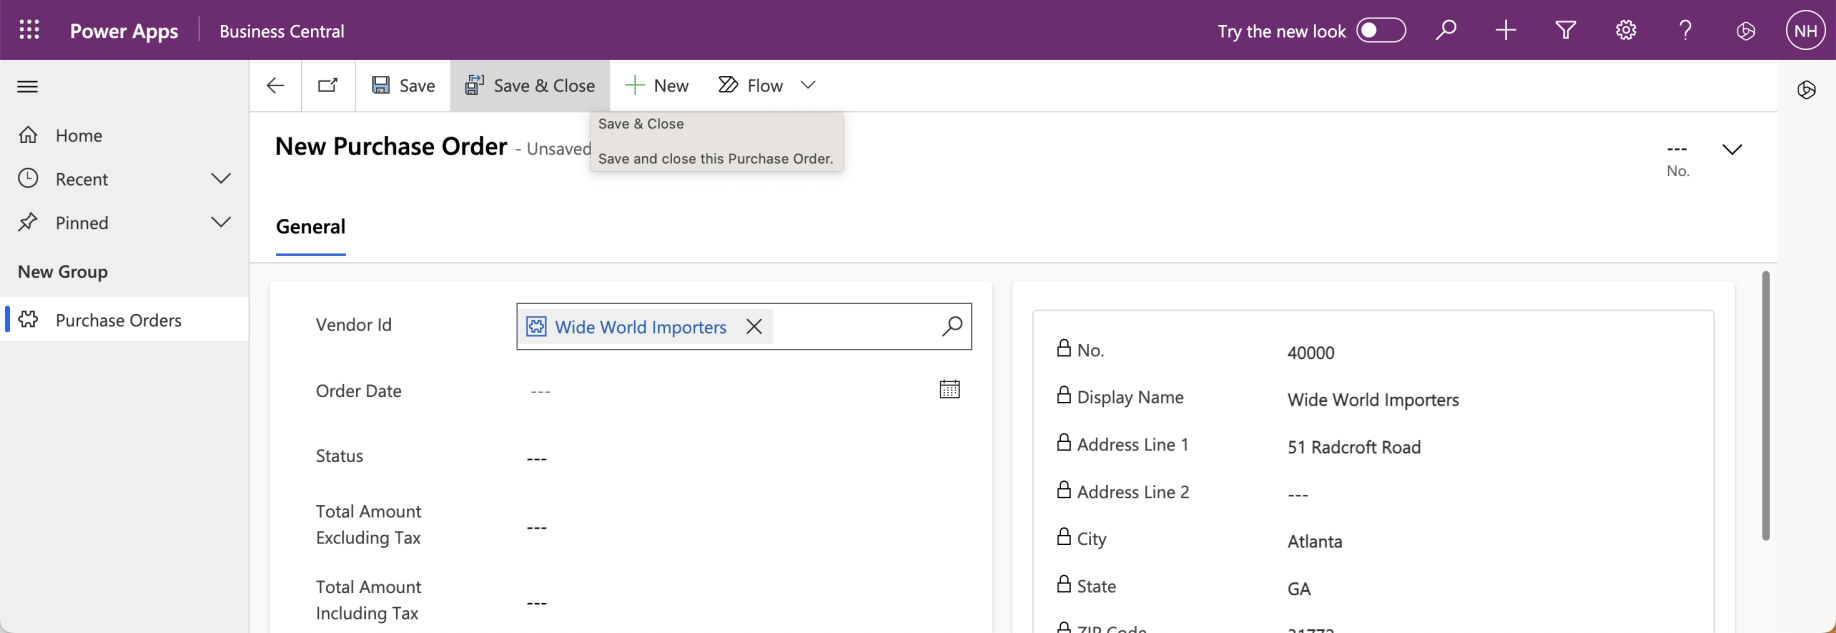 Power Apps
Business Central
Try the new look
NH
Home
Recent
Pinned
New Group
Purchase Orders
Save
Save & Close
New
Flow
Save & Close
Save and close this Purchase Order.
New Purchase Order - Unsaved
---
No.
General
Vendor Id
Wide World Importers
Order Date
---
Status
---
Total Amount
Excluding Tax
---
Total Amount
Including Tax
---
No.
40000
Display Name
Wide World Importers
Address Line 1
51 Radcroft Road
Address Line 2
---
City
Atlanta
State
GA
ZIP Code
31772